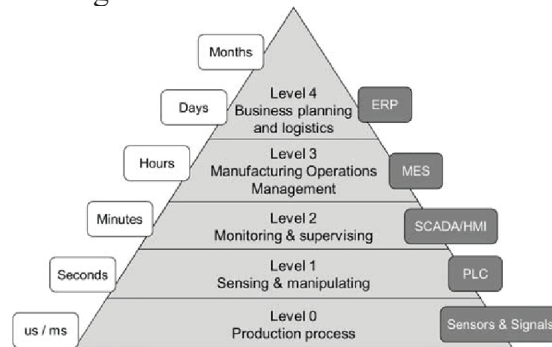 Months
Level 4
Days
Business planning
and logistics
ERP
Level 3
Hours
Manufacturing Operations
Management
MES
Minutes
Level 2
Monitoring & supervising
SCADA/HMI
Level 1
Seconds
Sensing & manipulating
PLC
Level 0
us / ms
Production process
Sensors & Signals